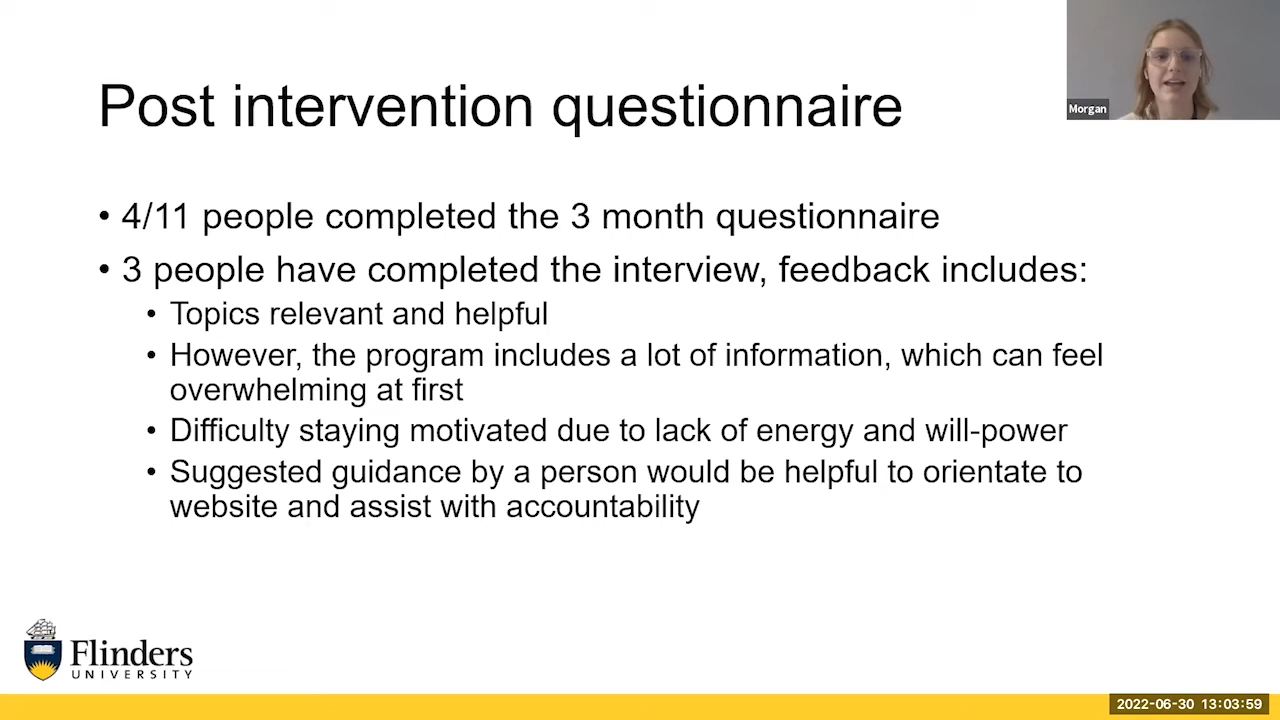 Post intervention questionnaire
Morgan
• 4/11 people completed the 3 month questionnaire
• 3 people have completed the interview, feedback includes:
• Topics relevant and helpful
• However, the program includes a lot of information, which can feel
overwhelming at first
• Difficulty staying motivated due to lack of energy and will-power
• Suggested guidance by a person would be helpful to orientate to
website and assist with accountability
Flinders
UNIVERSITY
2022-06-30 13:03:59